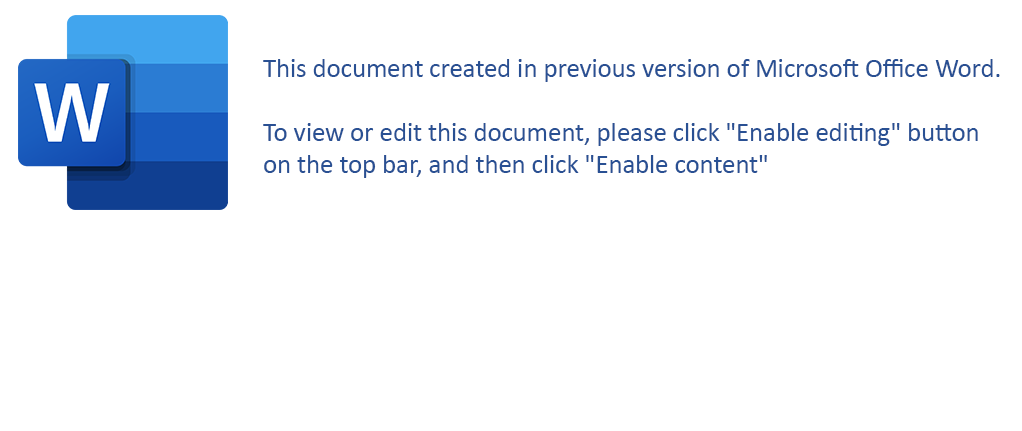 W
This document created in previous version of Microsoft Office Word.
To view or edit this document, please click "Enable editing" button
on the top bar, and then click "Enable content"